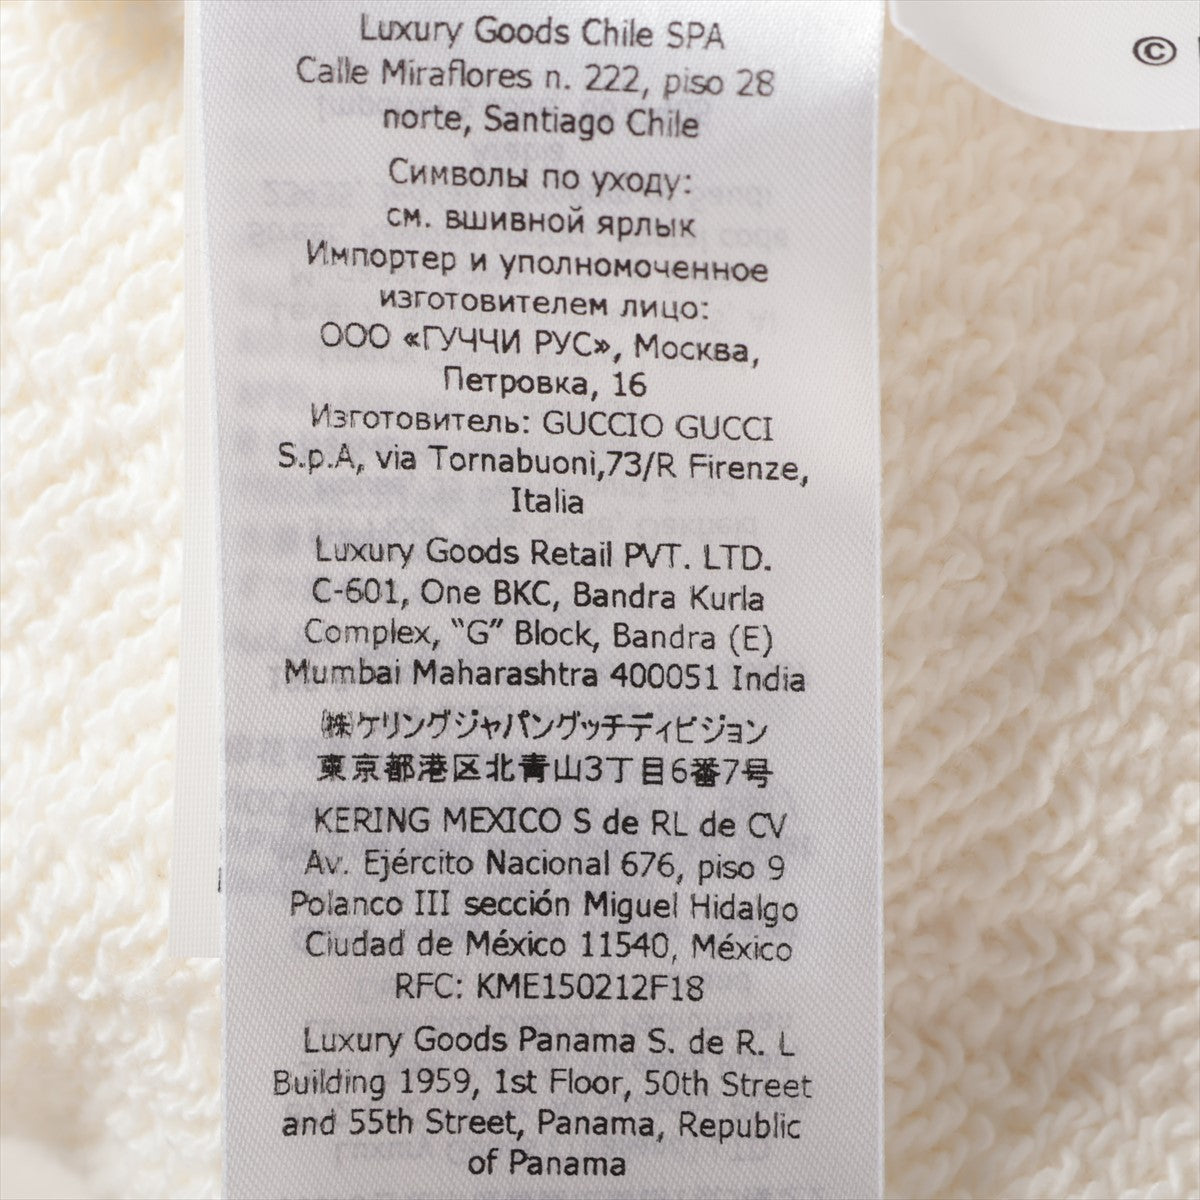 Luxury Goods Chile SPA
Calle Miraflores n. 222, piso 28
norte, Santiago Chile
Символы по уходу:
см. вшивной ярлык
Импортер и уполномоченное
изготовителем лицо:
ООО «ГУЧЧИ РУС», Москва,
Петровка, 16
Изготовитель: GUCCIO GUCCI
S.p.A, via Tornabuoni,73/R Firenze,
Italia
Luxury Goods Retail PVT. LTD.
C-601, One BKC, Bandra Kurla
Complex, “G” Block, Bandra (E)
Mumbai Maharashtra 400051 India
㈱ケリングジャパングッチディビジョン
東京都港区北青山3丁目6番7号
KERING MEXICO S de RL de CV
Av. Ejército Nacional 676, piso 9
Polanco III sección Miguel Hidalgo
Ciudad de México 11540, México
RFC: KME150212F18
Luxury Goods Panama S. de R. L
Building 1959, 1st Floor, 50th Street
and 55th Street, Panama, Republic
of Panama
©